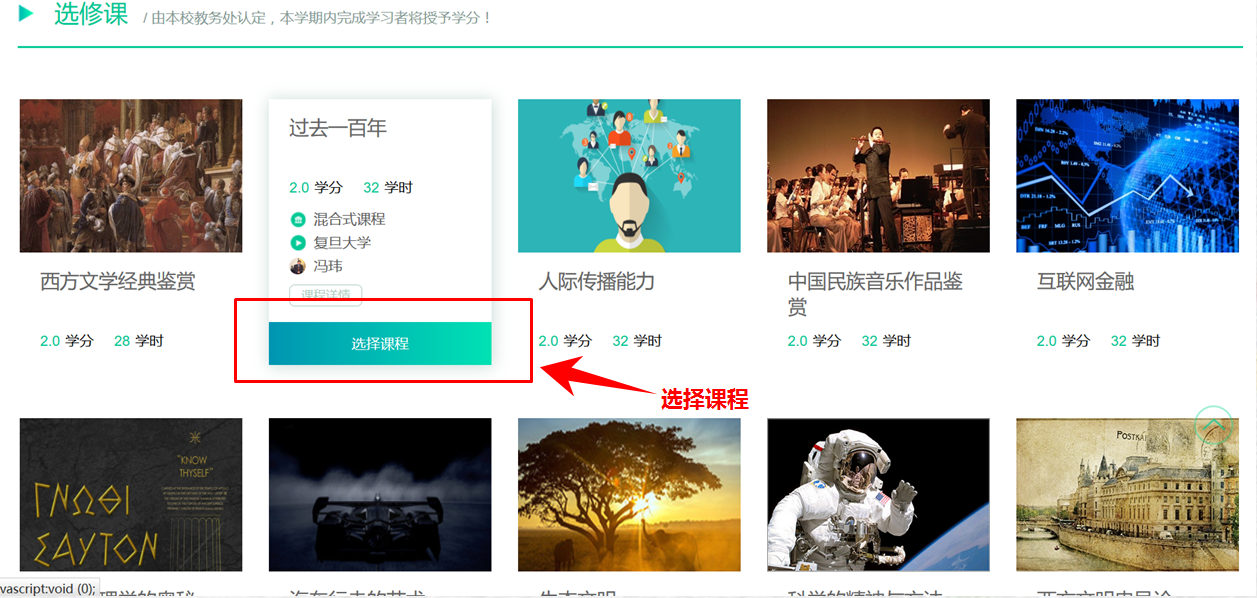 选修课 / 由本校教务处认定，本学期内完成学习者将授予学分！
过去一百年
2.0 学分 32 学时
混合式课程
复旦大学
冯玮
课程详情
选择课程
西方文学经典鉴赏
2.0 学分 28 学时
人际传播能力
2.0 学分 32 学时
中国民族音乐作品鉴
赏
2.0 学分 32 学时
互联网金融
2.0 学分 32 学时
选择课程
"KNOW
THYSELF"
ΓΝΩΘΙ
ΣΑΥΤΟΝ
vascript:void (0);